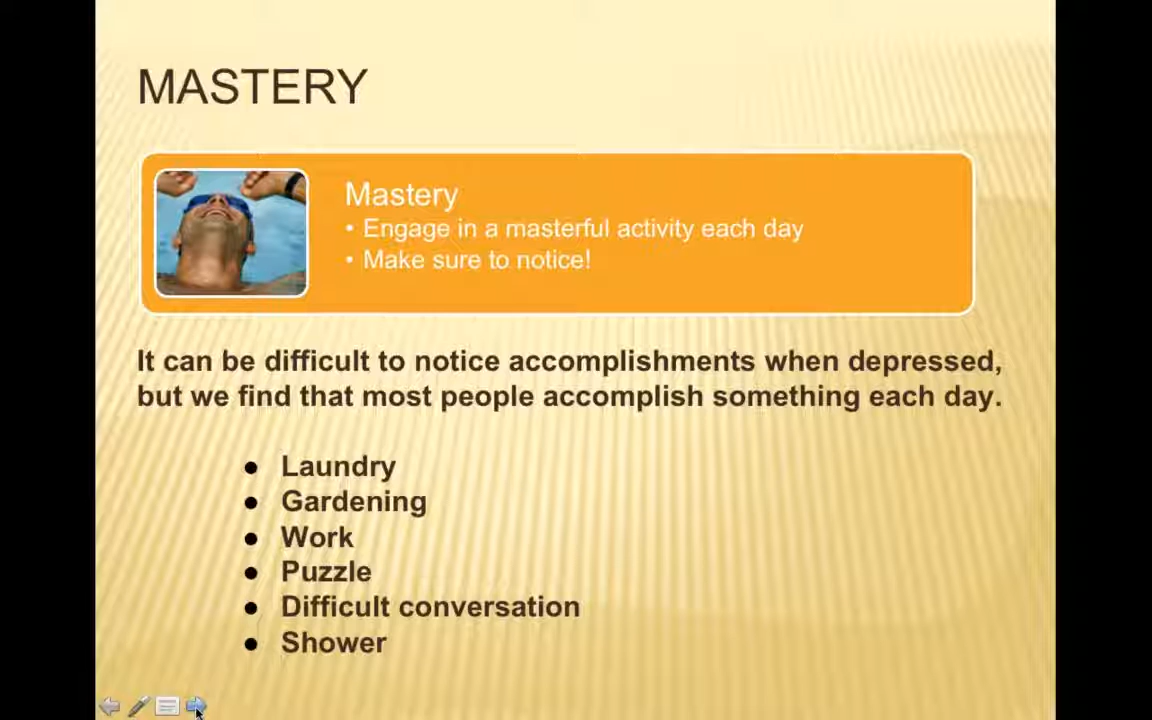 MASTERY
Mastery
• Engage in a masterful activity each day
• Make sure to notice!
It can be difficult to notice accomplishments when depressed,
but we find that most people accomplish something each day.
● Laundry
● Gardening
● Work
● Puzzle
● Difficult conversation
● Shower